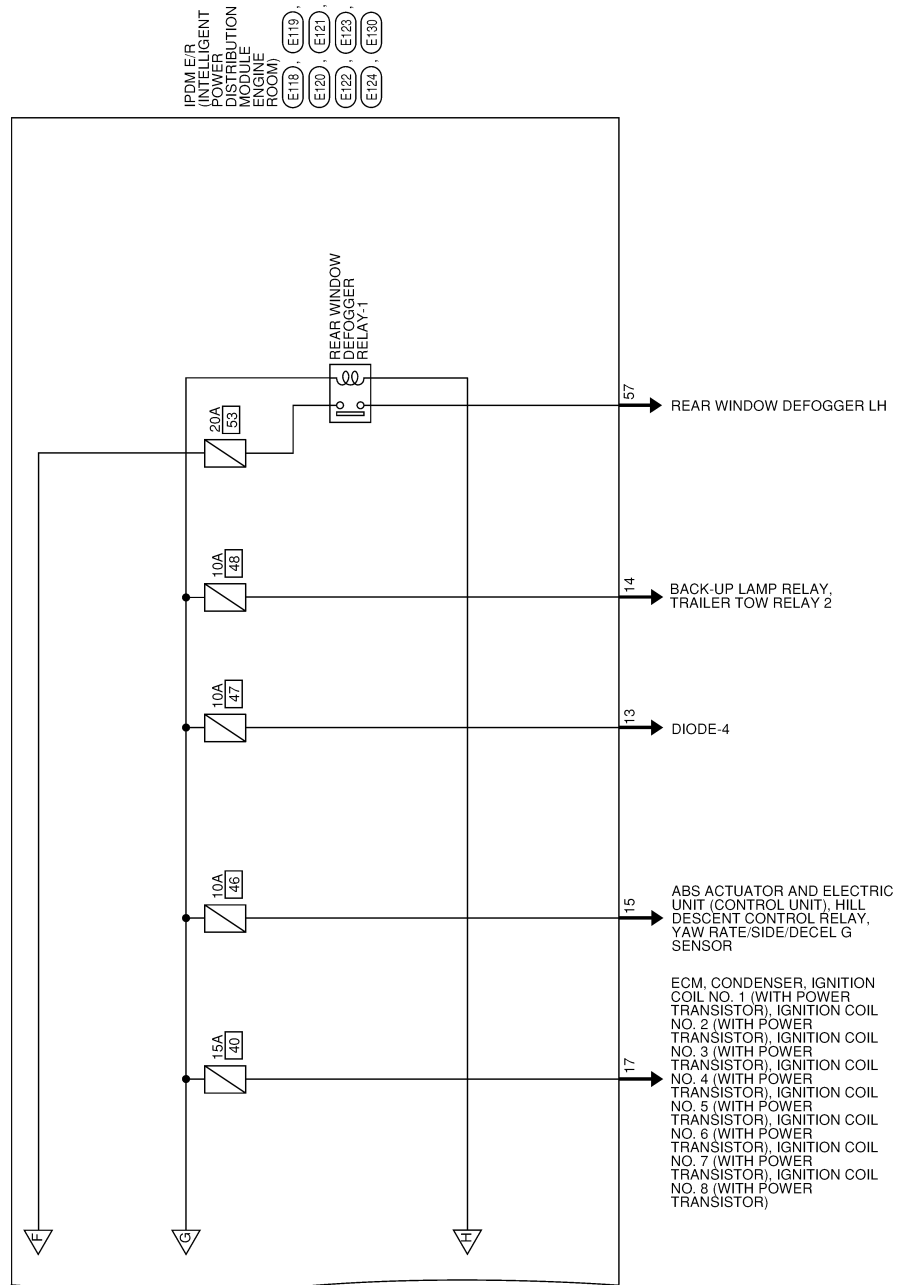 IPDM E/R
(INTELLIGENT
POWER
DISTRIBUTION
MODULE
ENGINE
ROOM)
E118 , E119 ,
E120 , E121 ,
E122 , E123 ,
E124 , E130
REAR WINDOW
DEFOGGER
RELAY-1
20A
53
57
REAR WINDOW DEFOGGER LH
10A
48
14
BACK-UP LAMP RELAY,
TRAILER TOW RELAY 2
10A
47
13
DIODE-4
10A
46
15
ABS ACTUATOR AND ELECTRIC
UNIT (CONTROL UNIT), HILL
DESCENT CONTROL RELAY,
YAW RATE/SIDE/DECEL G
SENSOR
15A
40
17
ECM, CONDENSER, IGNITION
COIL NO. 1 (WITH POWER
TRANSISTOR), IGNITION COIL
NO. 2 (WITH POWER
TRANSISTOR), IGNITION COIL
NO. 3 (WITH POWER
TRANSISTOR), IGNITION COIL
NO. 4 (WITH POWER
TRANSISTOR), IGNITION COIL
NO. 5 (WITH POWER
TRANSISTOR), IGNITION COIL
NO. 6 (WITH POWER
TRANSISTOR), IGNITION COIL
NO. 7 (WITH POWER
TRANSISTOR), IGNITION COIL
NO. 8 (WITH POWER
TRANSISTOR)
F
G
H